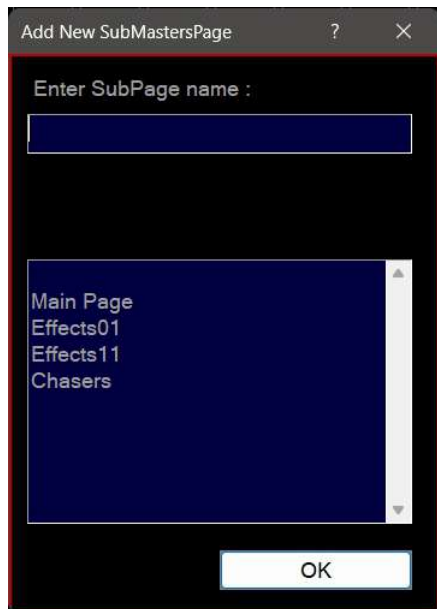 Add New SubMastersPage ?
Enter SubPage name :
Main Page
Effects01
Effects11
Chasers
OK